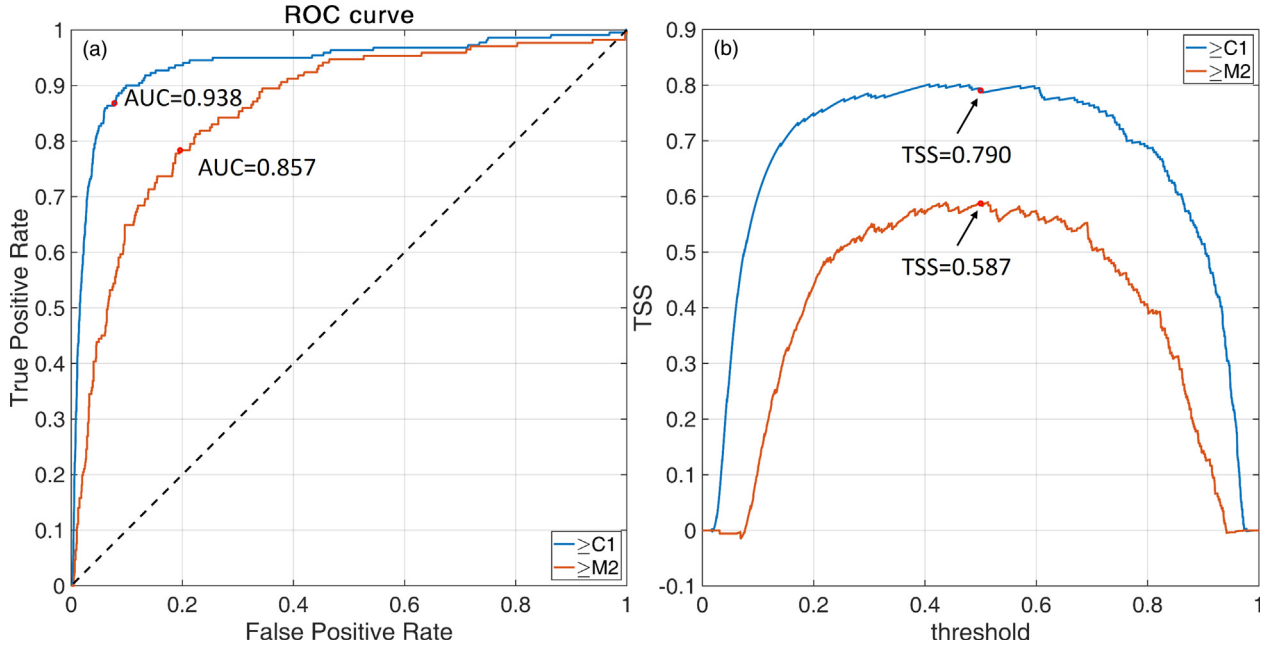 ROC curve
(a)
AUC=0.938
AUC=0.857
True Positive Rate
1
0.9
0.8
0.7
0.6
0.5
0.4
0.3
0.2
0.1
0
0
0.2
0.4
0.6
0.8
1
False Positive Rate
≥C1
≥M2
(b)
≥C1
≥M2
TSS=0.790
TSS=0.587
TSS
0.9
0.8
0.7
0.6
0.5
0.4
0.3
0.2
0.1
0
-0.1
0
0.2
0.4
0.6
0.8
1
threshold